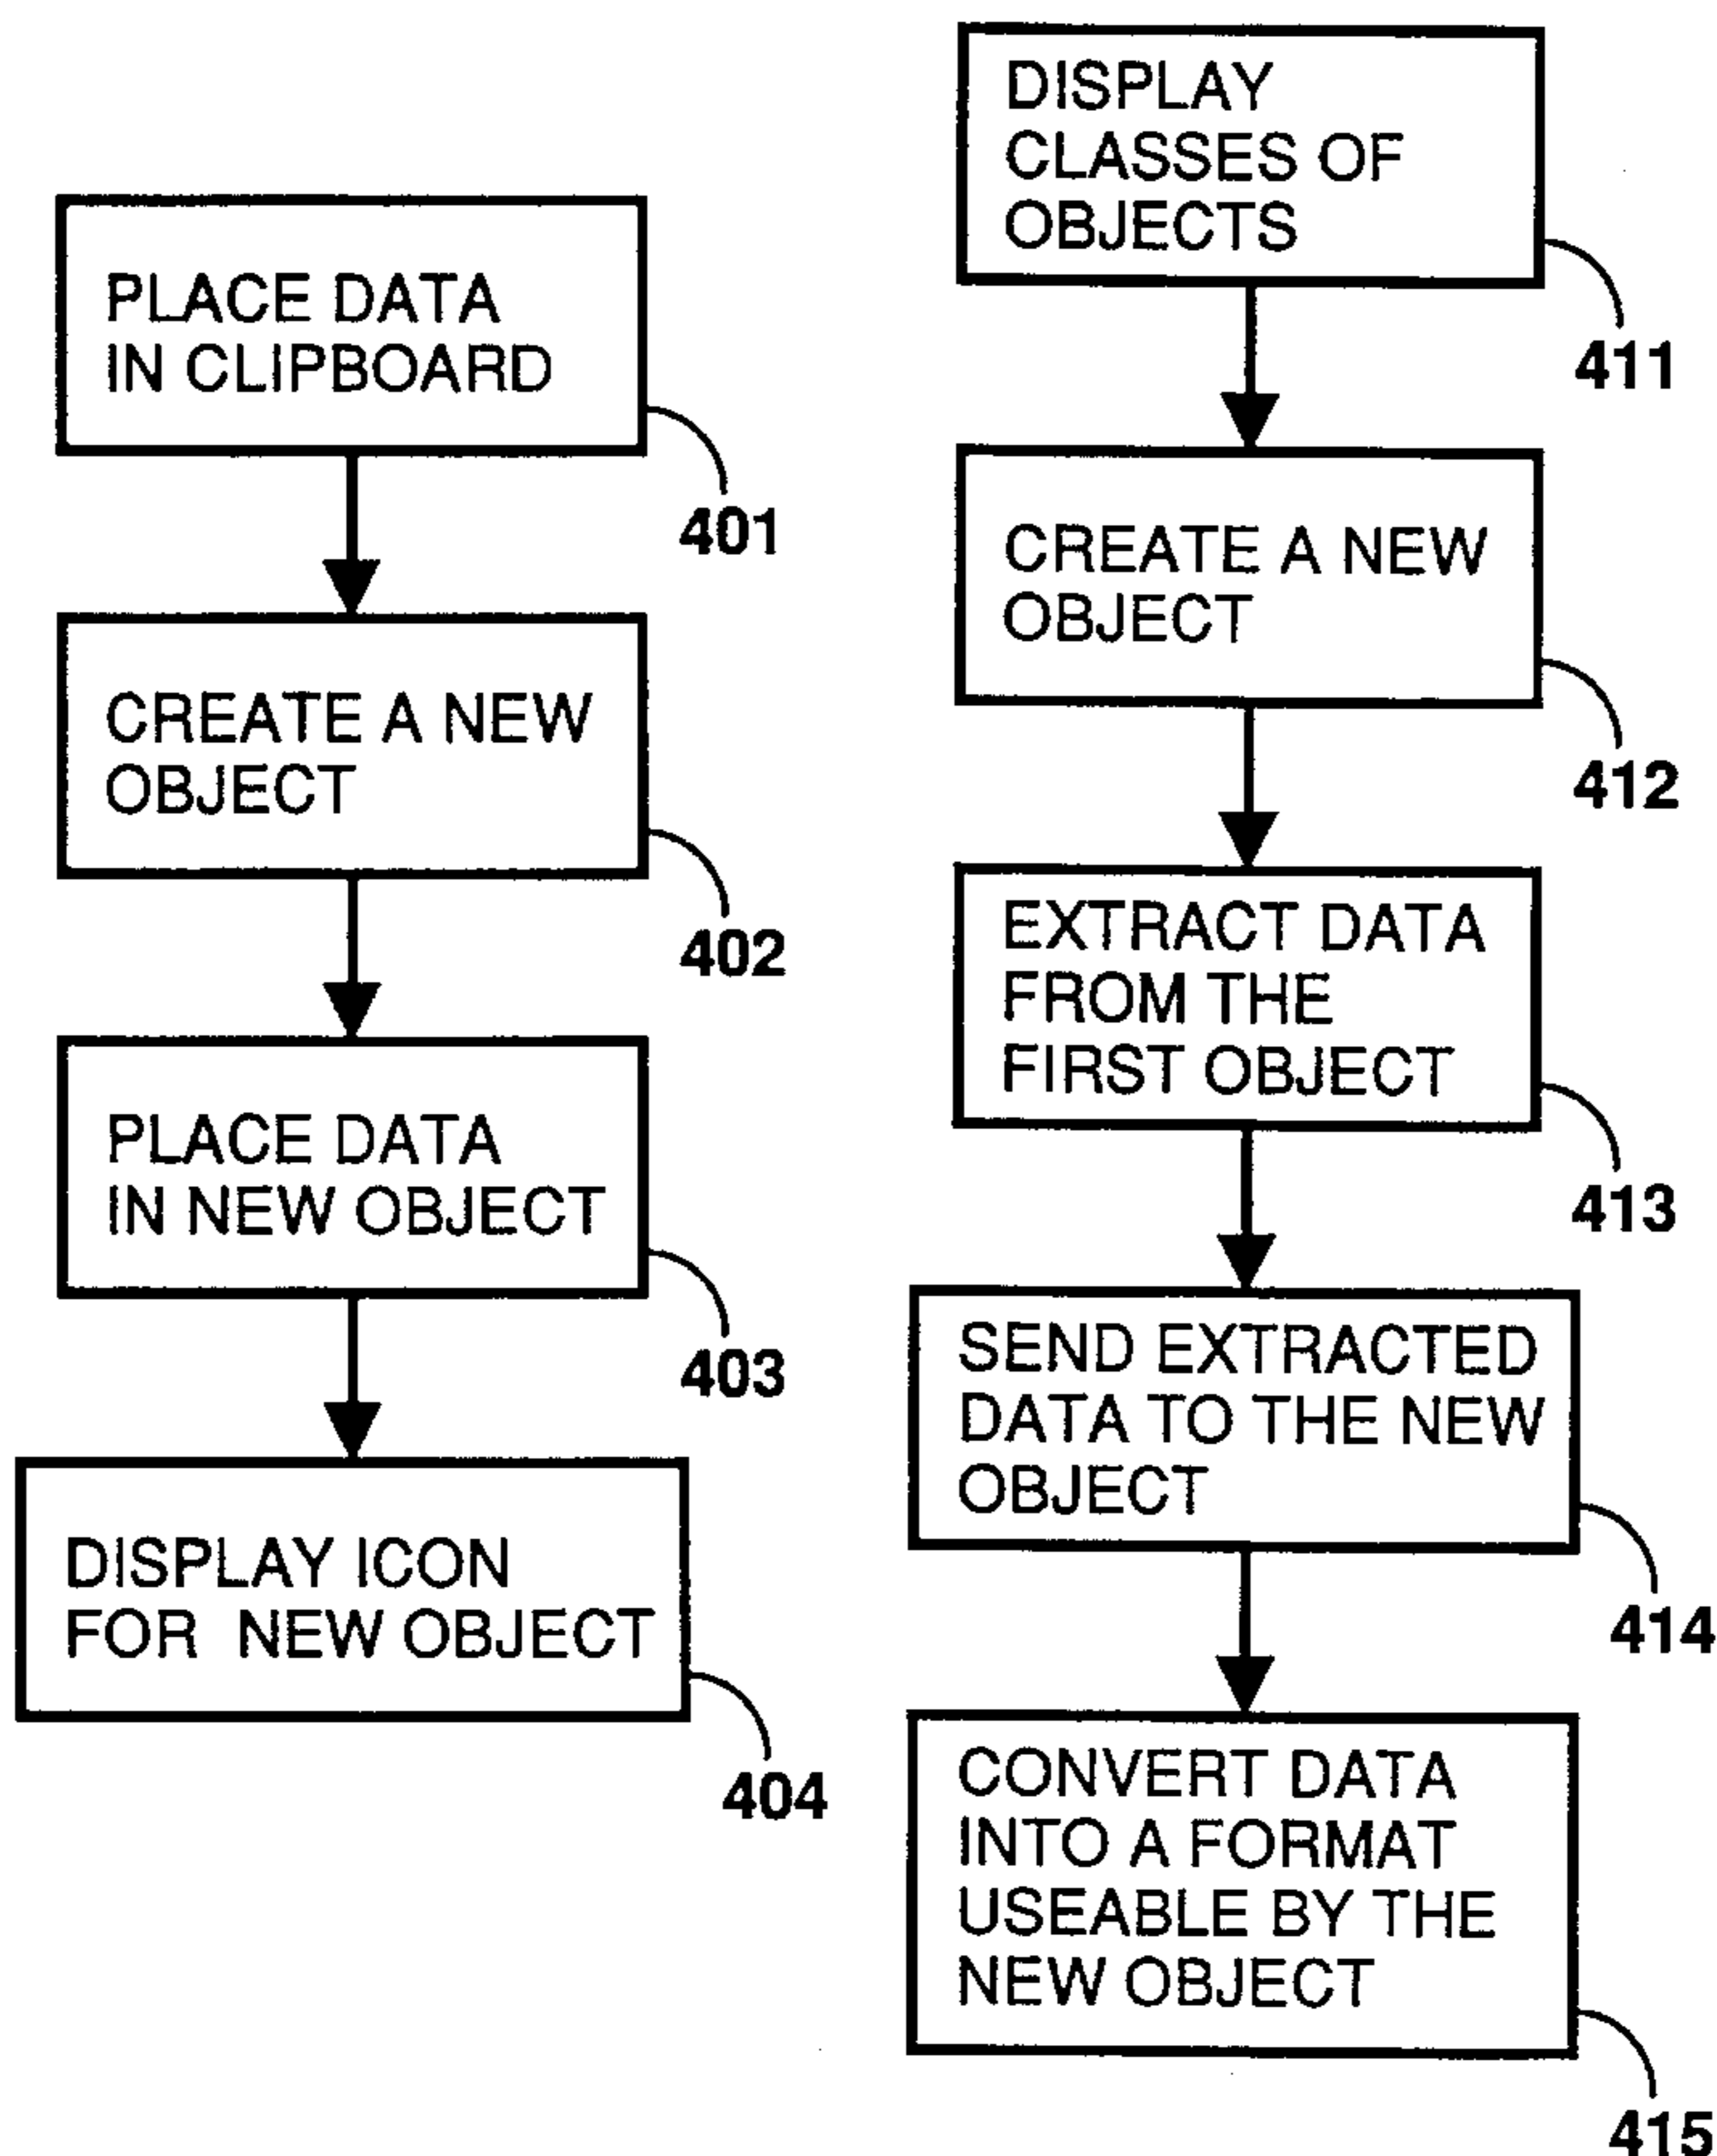 PLACE DATA
IN CLIPBOARD
401
CREATE A NEW
OBJECT
402
PLACE DATA
IN NEW OBJECT
403
DISPLAY ICON
FOR NEW OBJECT
404
DISPLAY
CLASSES OF
OBJECTS
411
CREATE A NEW
OBJECT
412
EXTRACT DATA
FROM THE
FIRST OBJECT
413
SEND EXTRACTED
DATA TO THE NEW
OBJECT
414
CONVERT DATA
INTO A FORMAT
USEABLE BY THE
NEW OBJECT
415